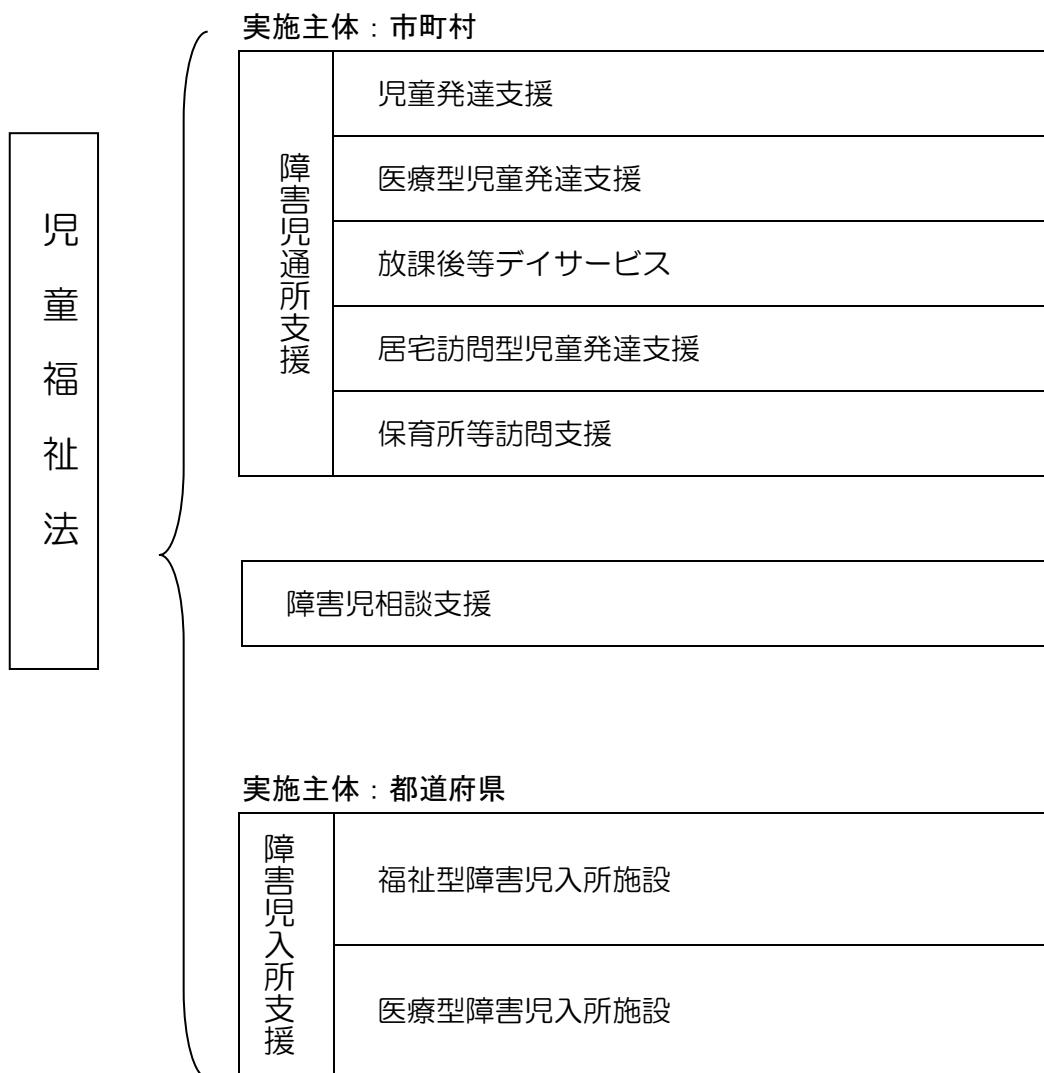 児童福祉法
実施主体：市町村
障害児通所支援
児童発達支援
医療型児童発達支援
放課後等デイサービス
居宅訪問型児童発達支援
保育所等訪問支援
障害児相談支援
実施主体：都道府県
障害児入所支援
福祉型障害児入所施設
医療型障害児入所施設